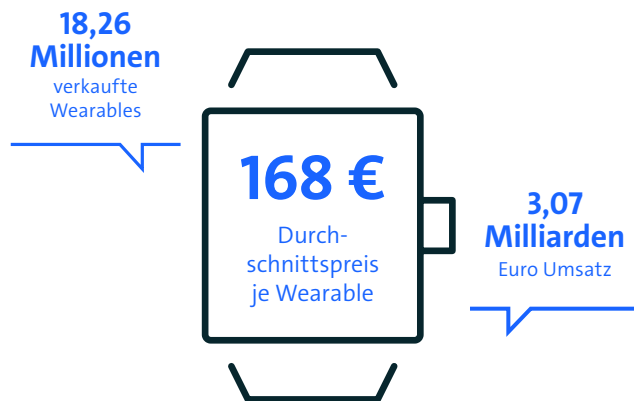 18,26
Millionen
verkaufte
Wearables
168 €
Durch-
schnittspreis
je Wearable
3,07
Milliarden
Euro Umsatz